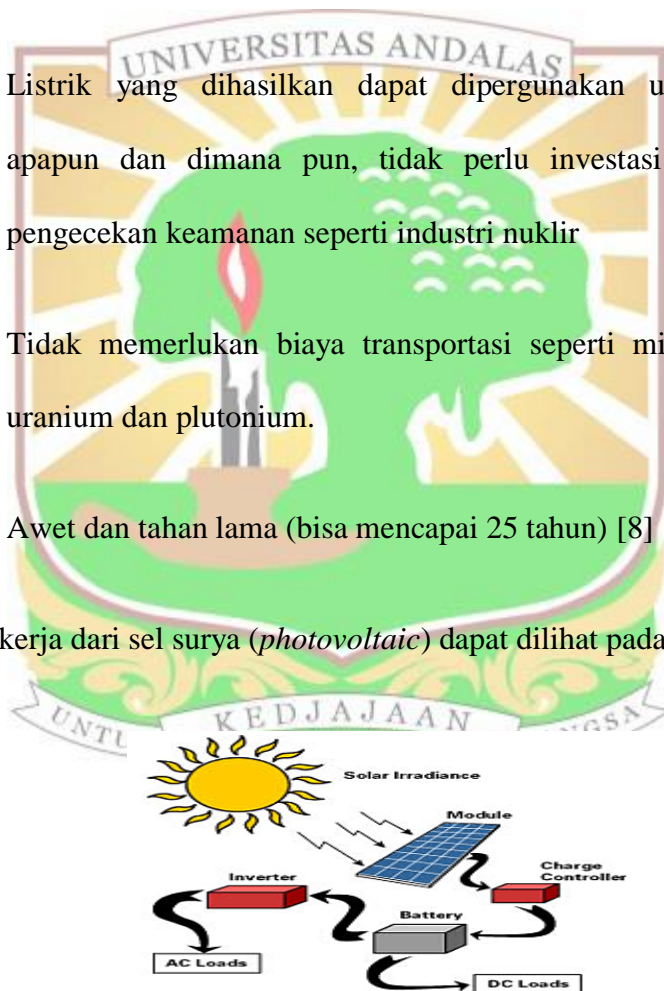 UNIVERSITAS ANDALAS
Listrik yang dihasilkan dapat dipergunakan u
apapun dan dimana pun, tidak perlu investasi
pengecekan keamanan seperti industri nuklir
Tidak memerlukan biaya transportasi seperti mi
uranium dan plutonium.
Awet dan tahan lama (bisa mencapai 25 tahun) [8]
kerja dari sel surya (photovoltaic) dapat dilihat pada
KEDJAJAAN
Solar Irradiance
Module
Charge
Controller
Inverter
Battery
AC Loads
DC Loads